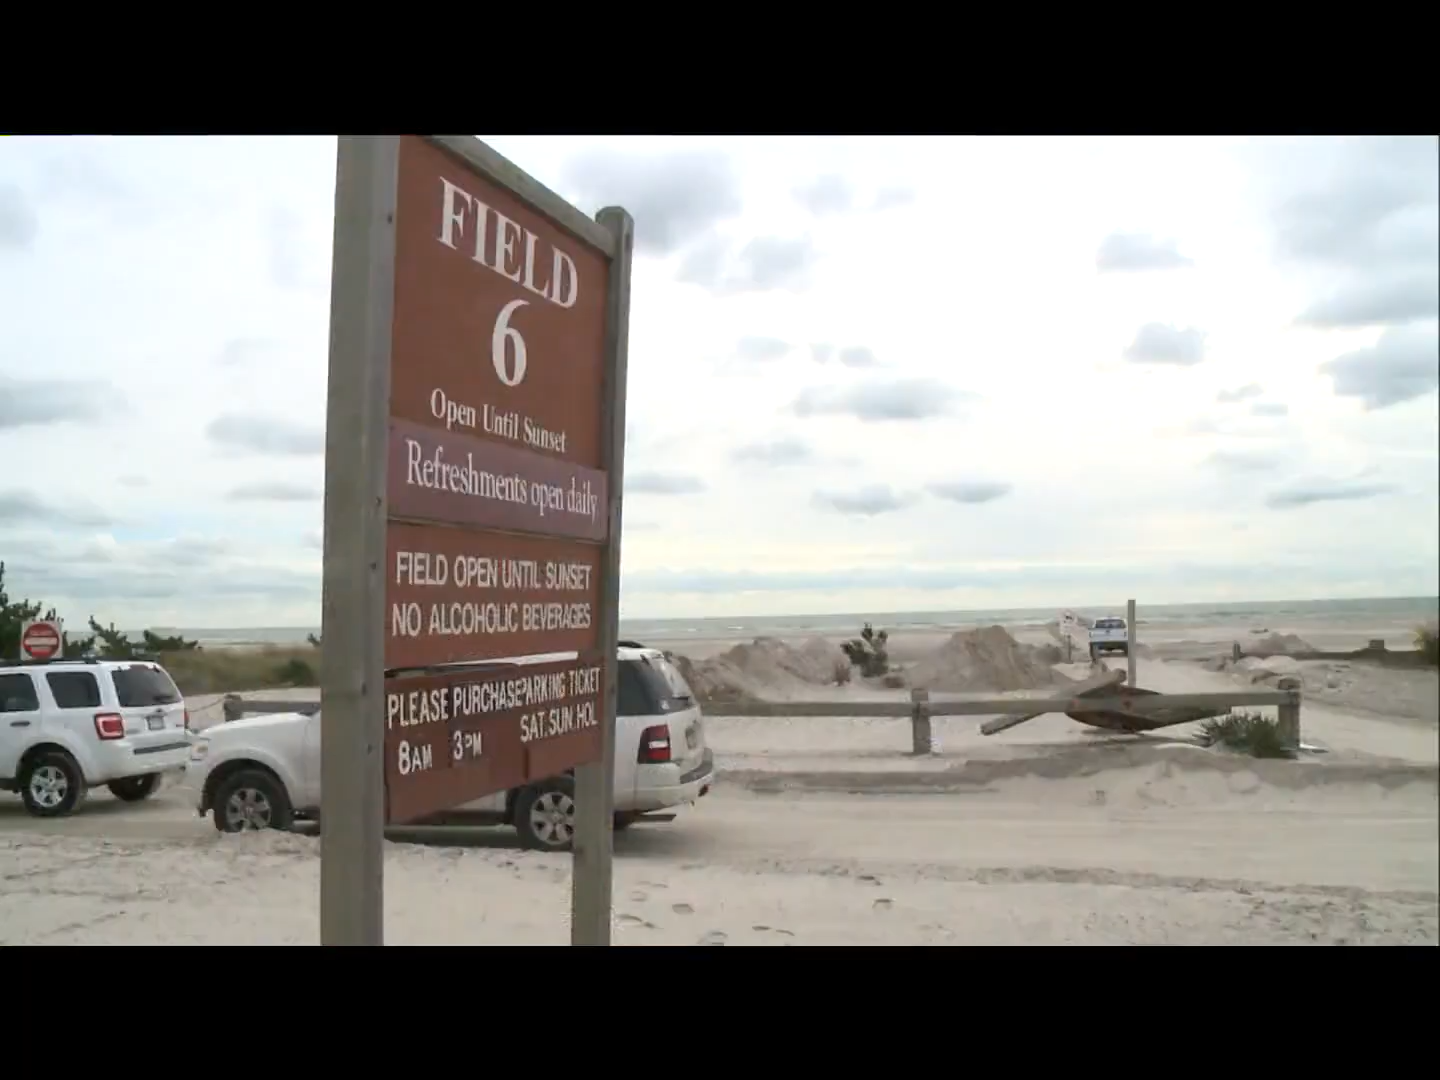 FIELD
6
Open Until Sunset
Refreshments open daily
FIELD OPEN UNTIL SUNSET
NO ALCOHOLIC BEVERAGES
PLEASE PURCHASE PARKING TICKET
SAT. SUN. HOL
8AM 3PM